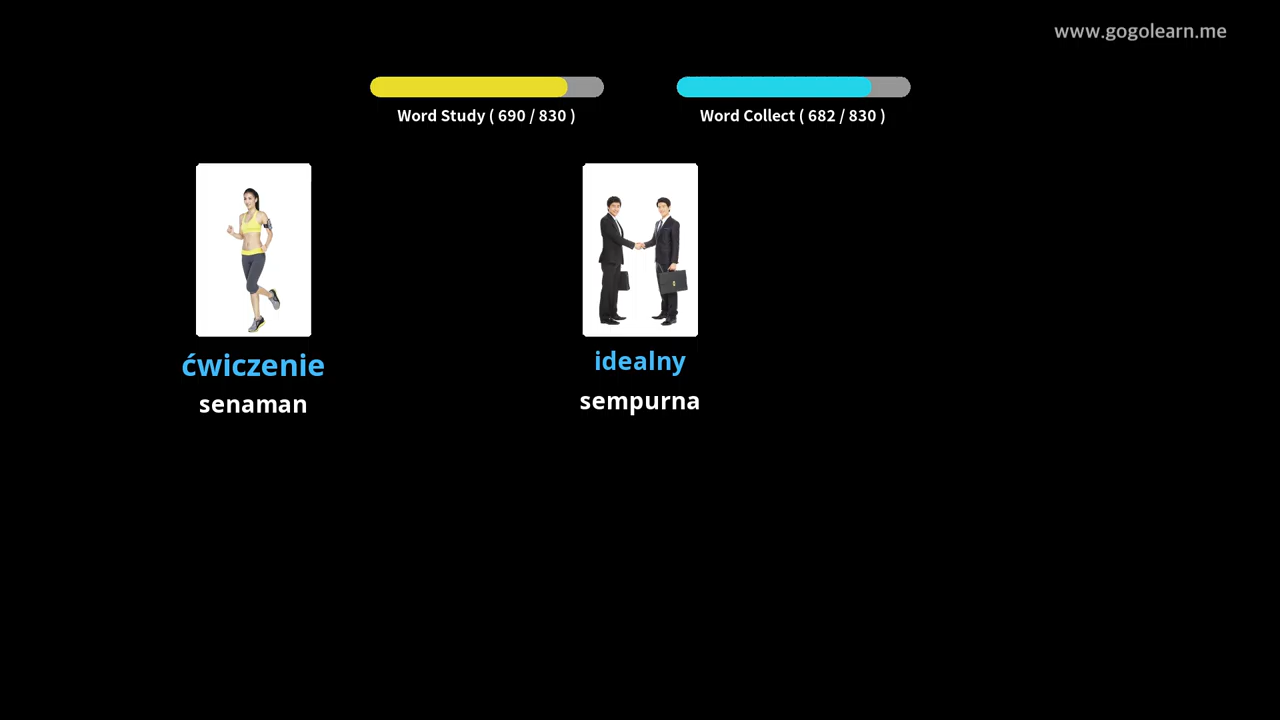 www.gogolearn.me
Word Study ( 690 / 830 )
Word Collect ( 682 / 830 )
ćwiczenie
senaman
idealny
sempurna